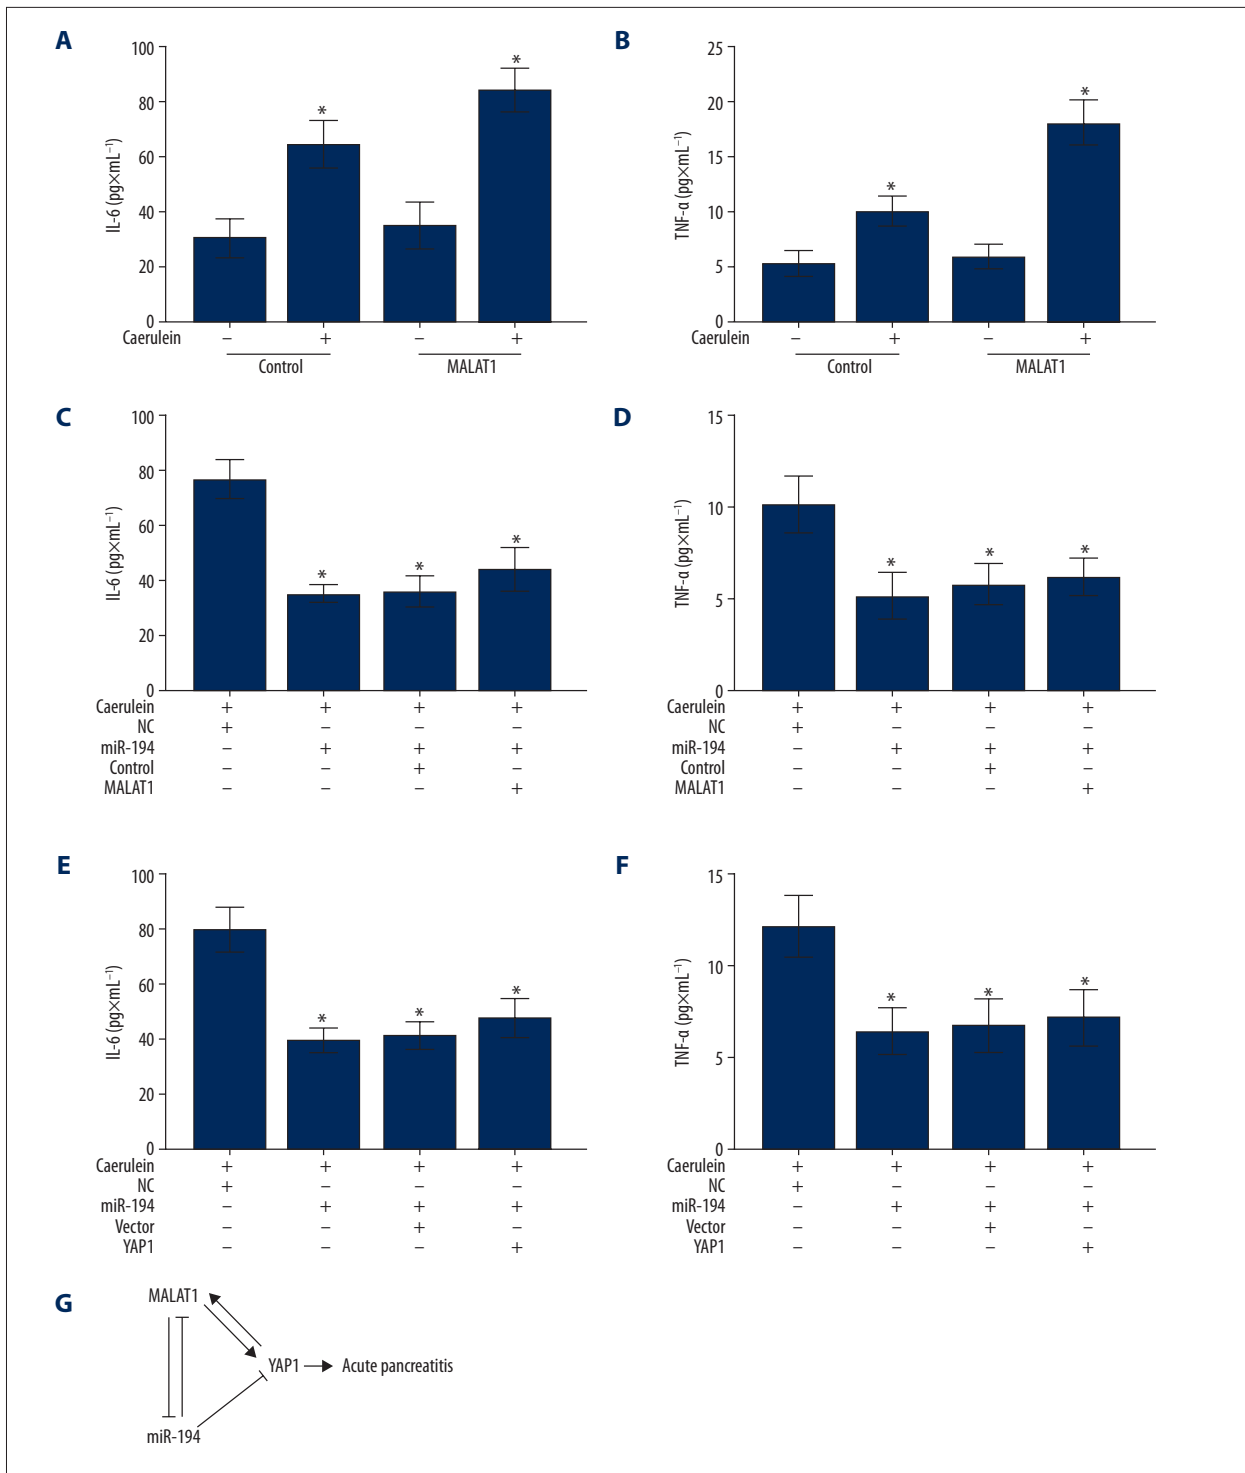 A
B
100
80
60
40
20
0
IL-6 (pg×mL⁻¹)
*
*
Caerulein
– + – +
Control MALAT1
25
20
15
10
5
0
TNF-α (pg×mL⁻¹)
*
*
Caerulein
– + – +
Control MALAT1
C
D
100
80
60
40
20
0
IL-6 (pg×mL⁻¹)
* * *
Caerulein + + + +
NC + – – –
miR-194 – + + +
Control – – + –
MALAT1 – – – +
15
10
5
0
TNF-α (pg×mL⁻¹)
* * *
Caerulein + + + +
NC + – – –
miR-194 – + + +
Control – – + –
MALAT1 – – – +
E
F
100
80
60
40
20
0
IL-6 (pg×mL⁻¹)
* * *
Caerulein + + + +
NC + – – –
miR-194 – + + +
Vector – – + –
YAP1 – – – +
15
10
5
0
TNF-α (pg×mL⁻¹)
* * *
Caerulein + + + +
NC + – – –
miR-194 – + + +
Vector – – + –
YAP1 – – – +
G
MALAT1
YAP1 Acute pancreatitis
miR-194